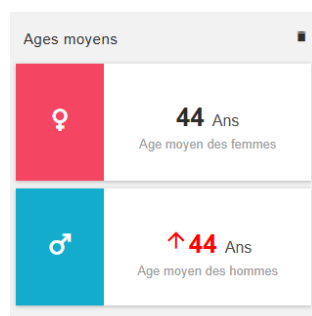 Ages moyens
44 Ans
Age moyen des femmes
44 Ans
Age moyen des hommes